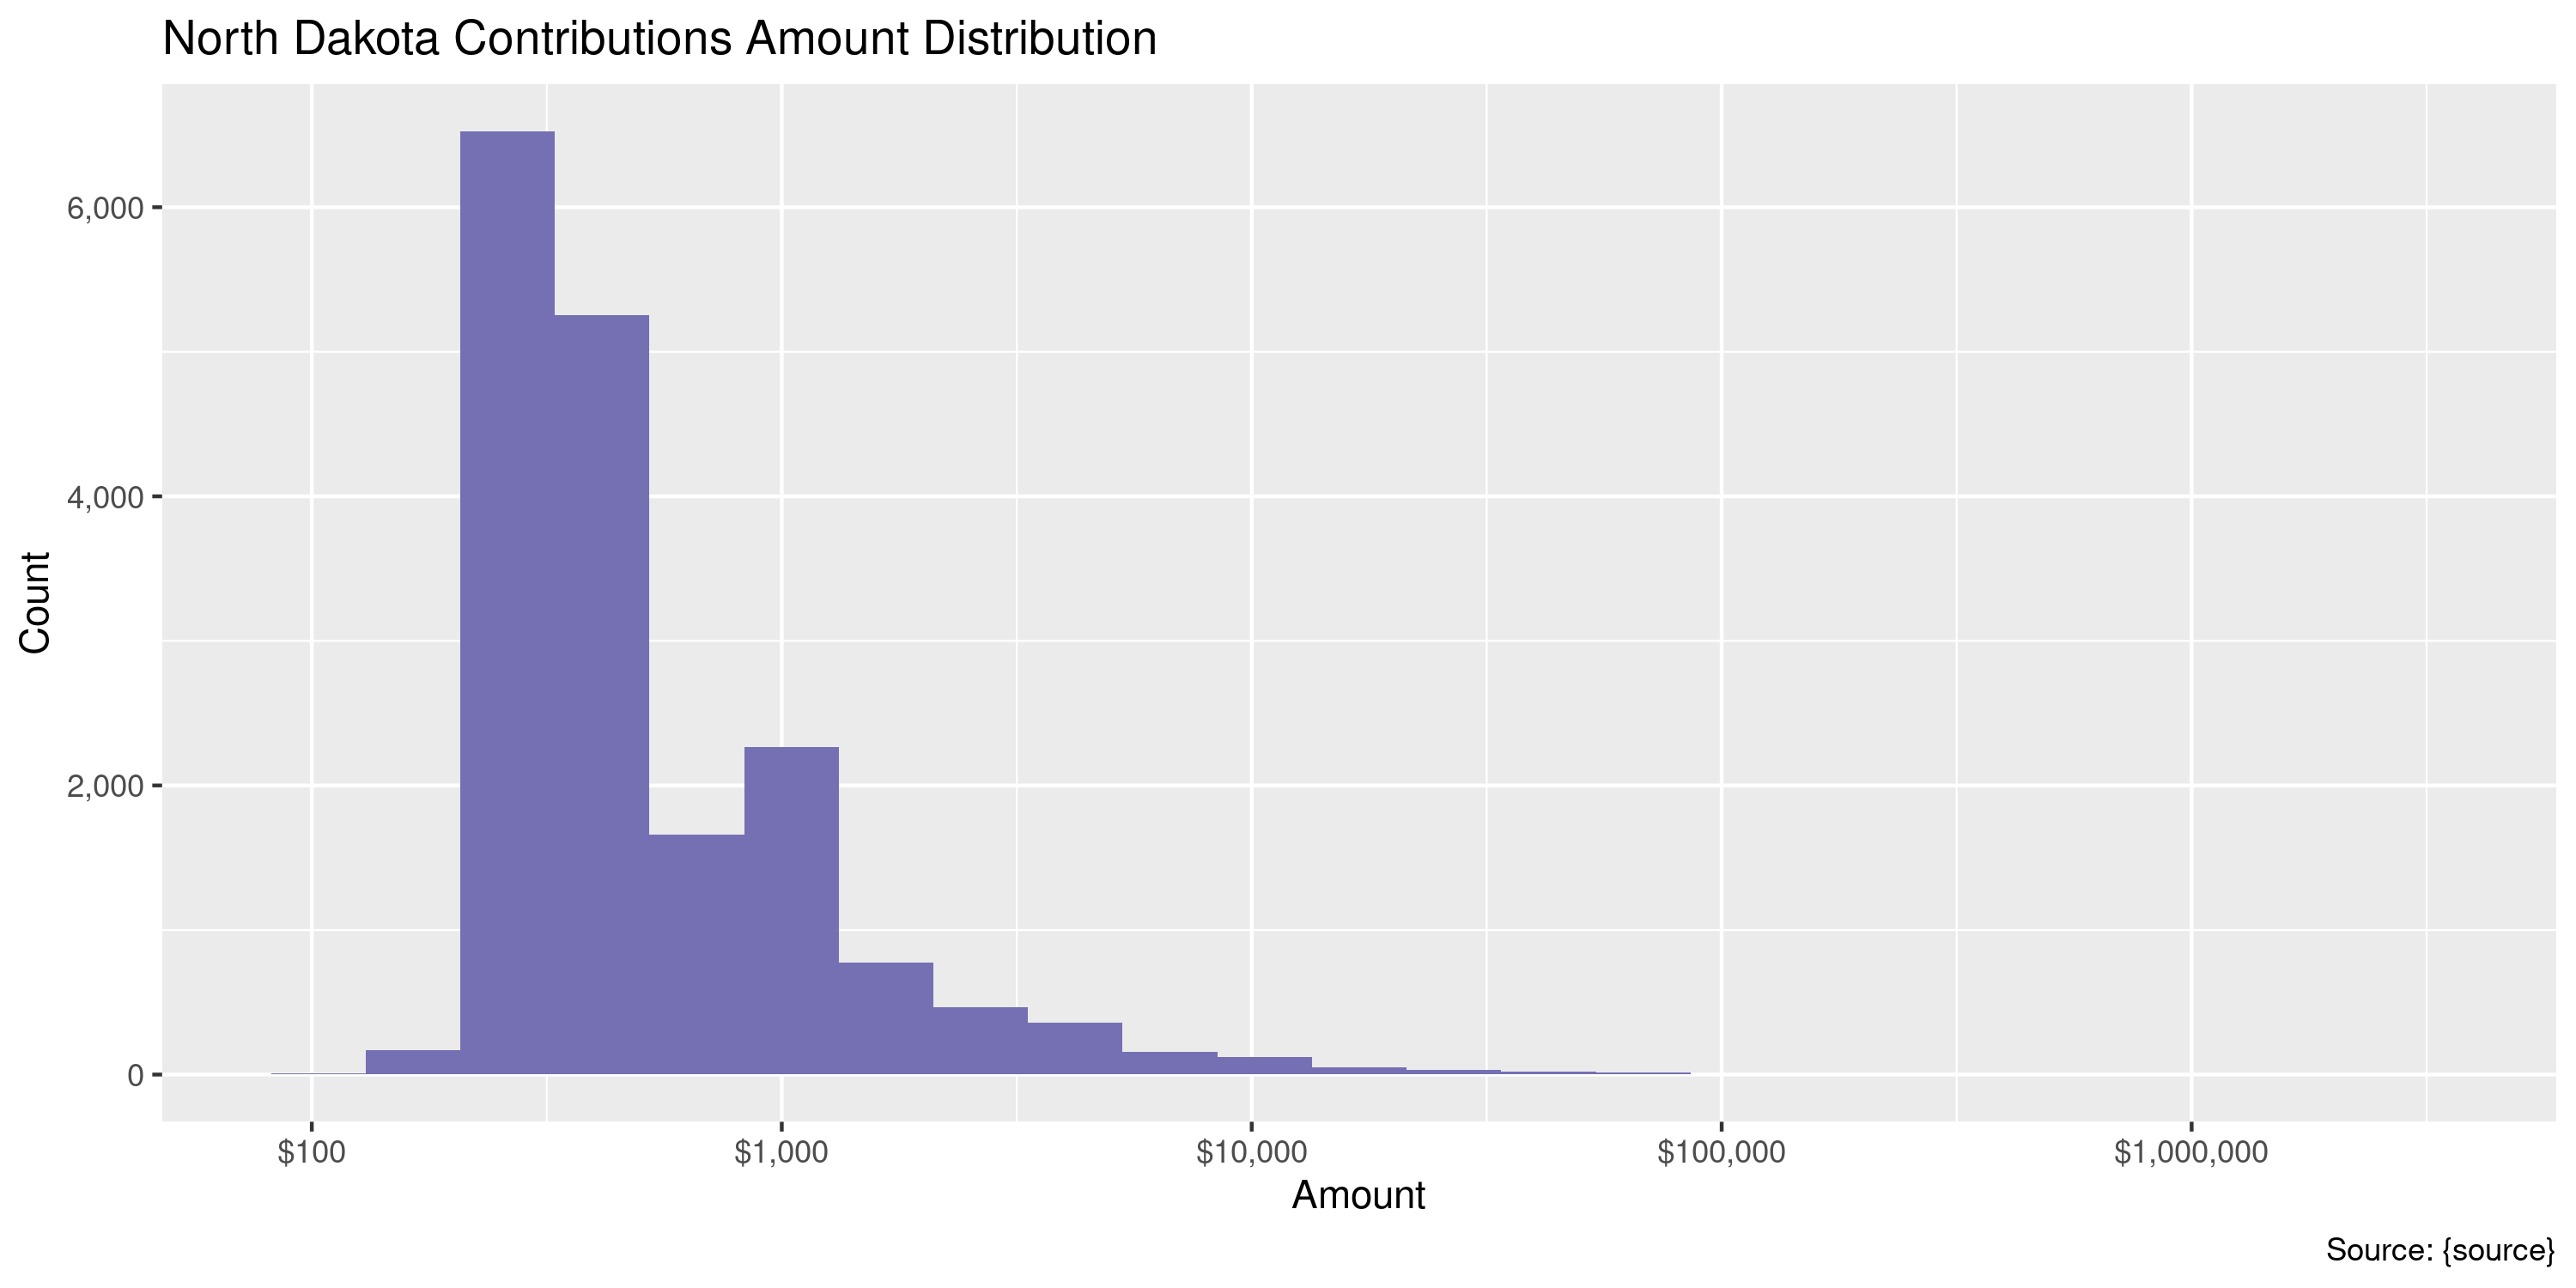 North Dakota Contributions Amount Distribution
Count
6,000
4,000
2,000
0
$100 $1,000 $10,000 $100,000 $1,000,000
Amount
Source: {source}